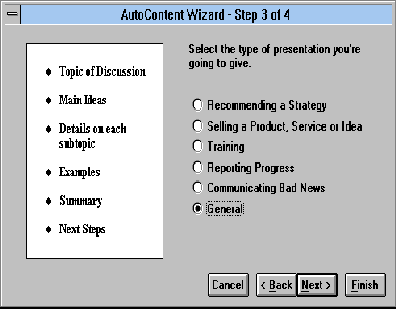 AutoContent Wizard - Step 3 of 4
Topic of Discussion
Main Ideas
Details on each
subtopic
Examples
Summary
Next Steps
Select the type of presentation you're
going to give.
Recommending a Strategy
Selling a Product, Service or Idea
Training
Reporting Progress
Communicating Bad News
General
Cancel < Back Next > Finish